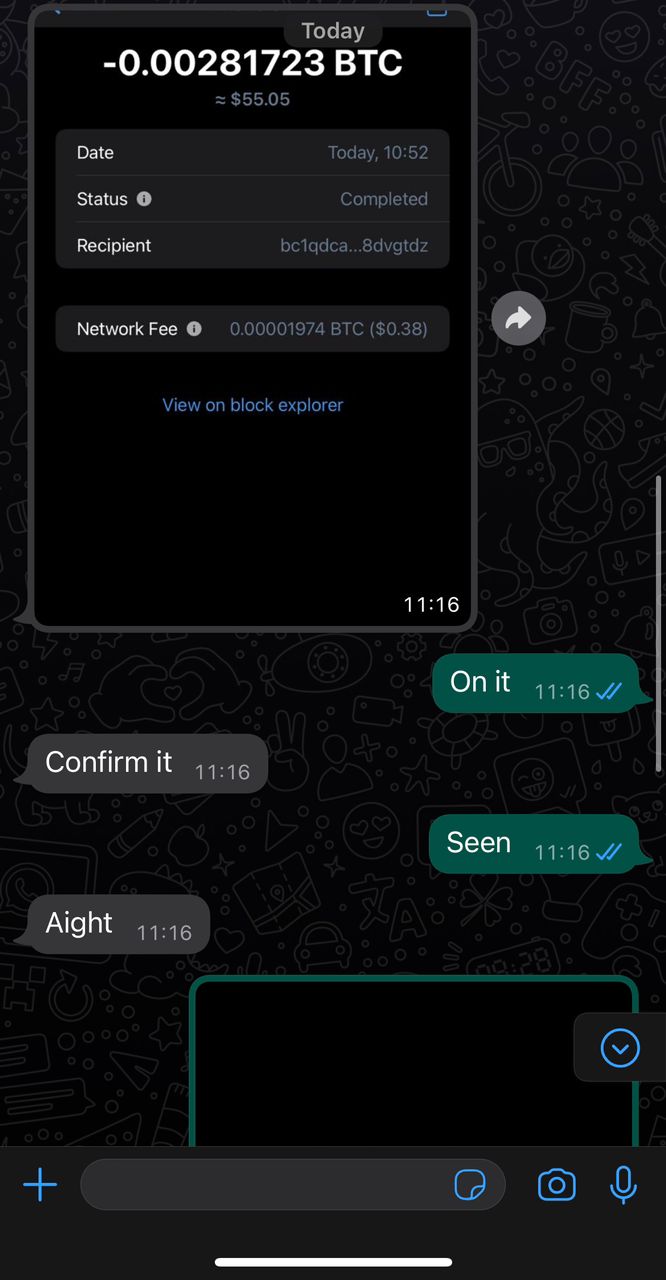 Today
-0.00281723 BTC
≈ $55.05
Date Today, 10:52
Status Completed
Recipient bc1qdca...8dvgtdz
Network Fee 0.00001974 BTC ($0.38)
View on block explorer
11:16
On it 11:16
Confirm it 11:16
Seen 11:16
Aight 11:16